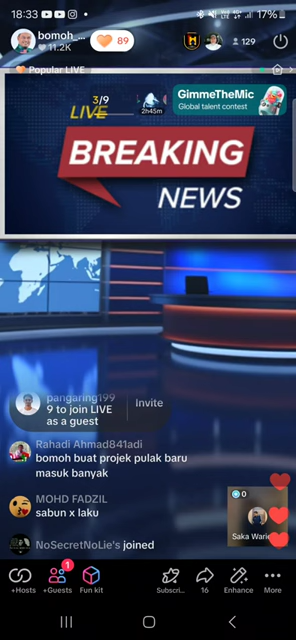 18:33
17%
bomoh_...
11.2K
89
129
Popular LIVE
3/9
LIVE
2h45m
GimmeTheMic
Global talent contest
BREAKING
NEWS
pangaring199
9 to join LIVE
as a guest
Invite
Rahadi Ahmad841adi
bomoh buat projek pulak baru
masuk banyak
MOHD FADZIL
sabun x laku
NoSecretNoLie's joined
0
Saka Warie
1
+Hosts
+Guests
Fun kit
Subscri...
16
Enhance
More